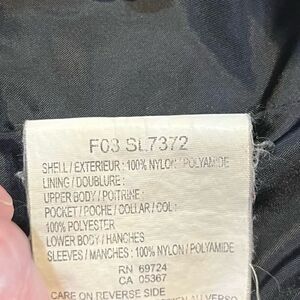 F03 SL7372
SHELL / EXTERIEUR : 100% NYLON / POLYAMIDE
LINING / DOUBLURE :
UPPER BODY / POITRINE :
POCKET / POCHE / COLLAR / COL :
100% POLYESTER
LOWER BODY / HANCHES
SLEEVES / MANCHES : 100% NYLON / POLYAMIDE
RN 69724
CA 05367
CARE ON REVERSE SIDE